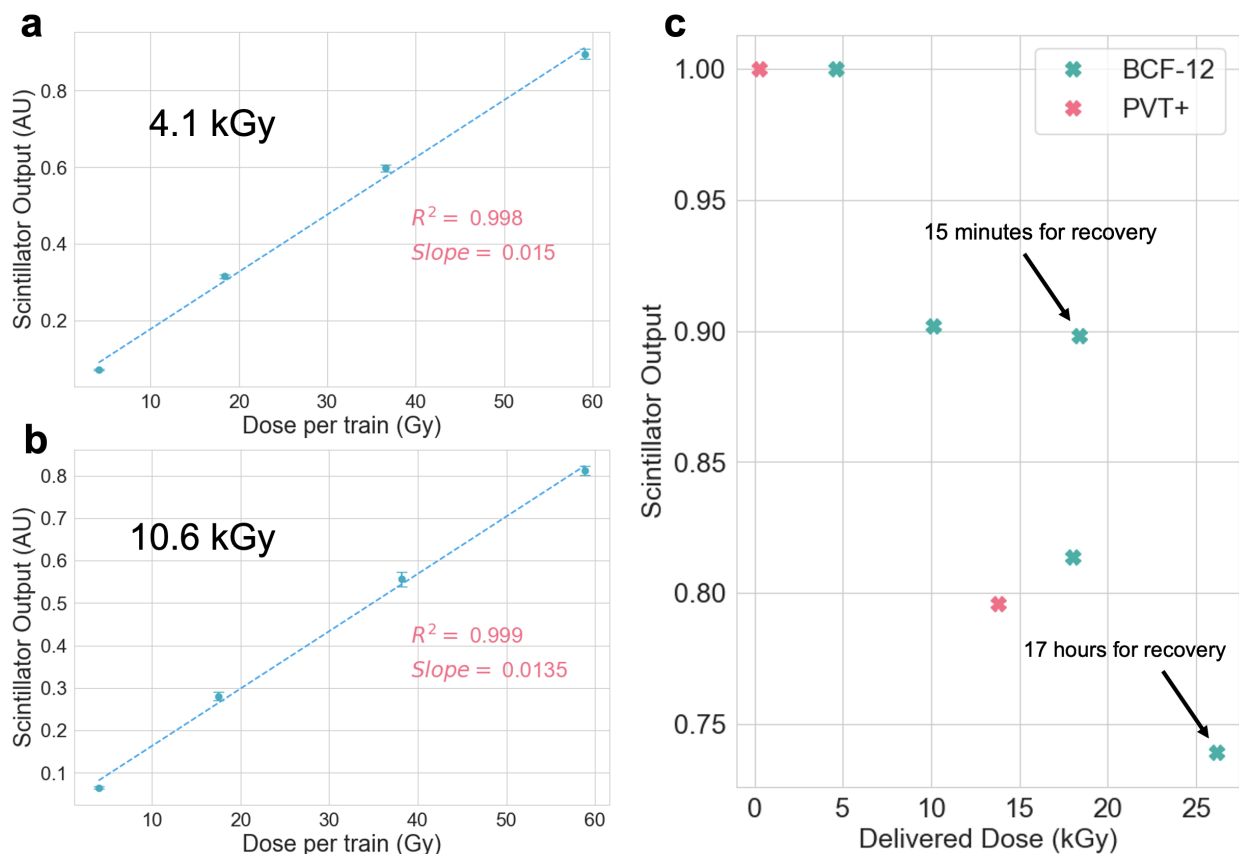 a
Scintillator Output (AU)
0.8
0.6
0.4
0.2
4.1 kGy
R² = 0.998
Slope = 0.015
10 20 30 40 50 60
Dose per train (Gy)
b
Scintillator Output (AU)
0.8
0.7
0.6
0.5
0.4
0.3
0.2
0.1
10.6 kGy
R² = 0.999
Slope = 0.0135
10 20 30 40 50 60
Dose per train (Gy)
c
Scintillator Output
1.00
0.95
0.90
0.85
0.80
0.75
BCF-12
PVT+
15 minutes for recovery
17 hours for recovery
0 5 10 15 20 25
Delivered Dose (kGy)